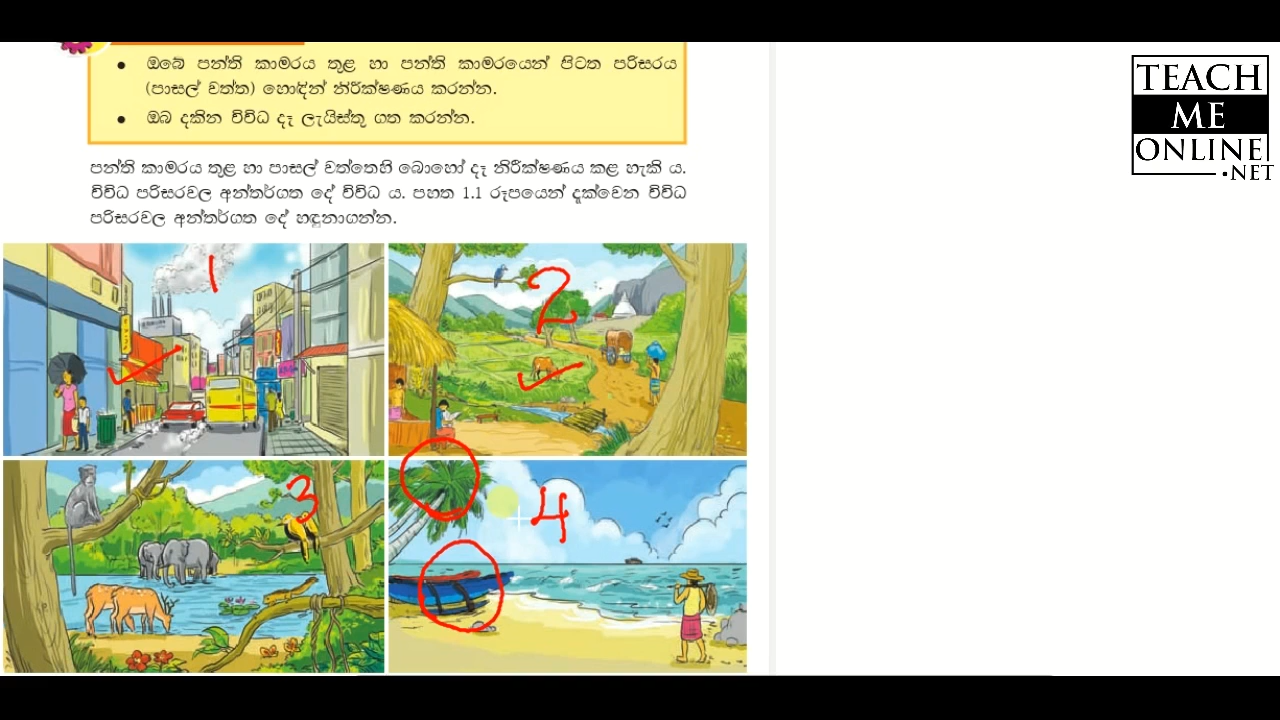 • ඔබේ පන්ති කාමරය තුළ හා පන්ති කාමරයෙන් පිටත පරිසරය
(පාසල් වත්ත) හොඳින් නිරීක්ෂණය කරන්න.
• ඔබ දකින විවිධ දෑ ලැයිස්තු ගත කරන්න.
පන්ති කාමරය තුළ හා පාසල් වත්තෙහි බොහෝ දෑ නිරීක්ෂණය කළ හැකි ය.
විවිධ පරිසරවල අන්තර්ගත දේ විවිධ ය. පහත 1.1 රූපයෙන් දැක්වෙන විවිධ
පරිසරවල අන්තර්ගත දේ හඳුනාගන්න.
1
2
3
4
TEACH
ME
ONLINE
.NET